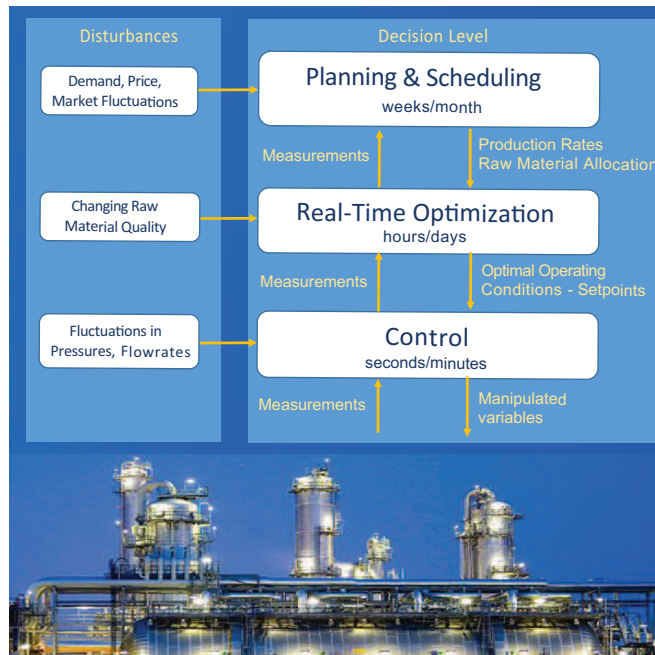 Disturbances
Decision Level
Demand, Price,
Market Fluctuations
Planning & Scheduling
weeks/month
Measurements
Production Rates
Raw Material Allocation
Changing Raw
Material Quality
Real-Time Optimization
hours/days
Measurements
Optimal Operating
Conditions - Setpoints
Fluctuations in
Pressures, Flowrates
Control
seconds/minutes
Measurements
Manipulated
variables